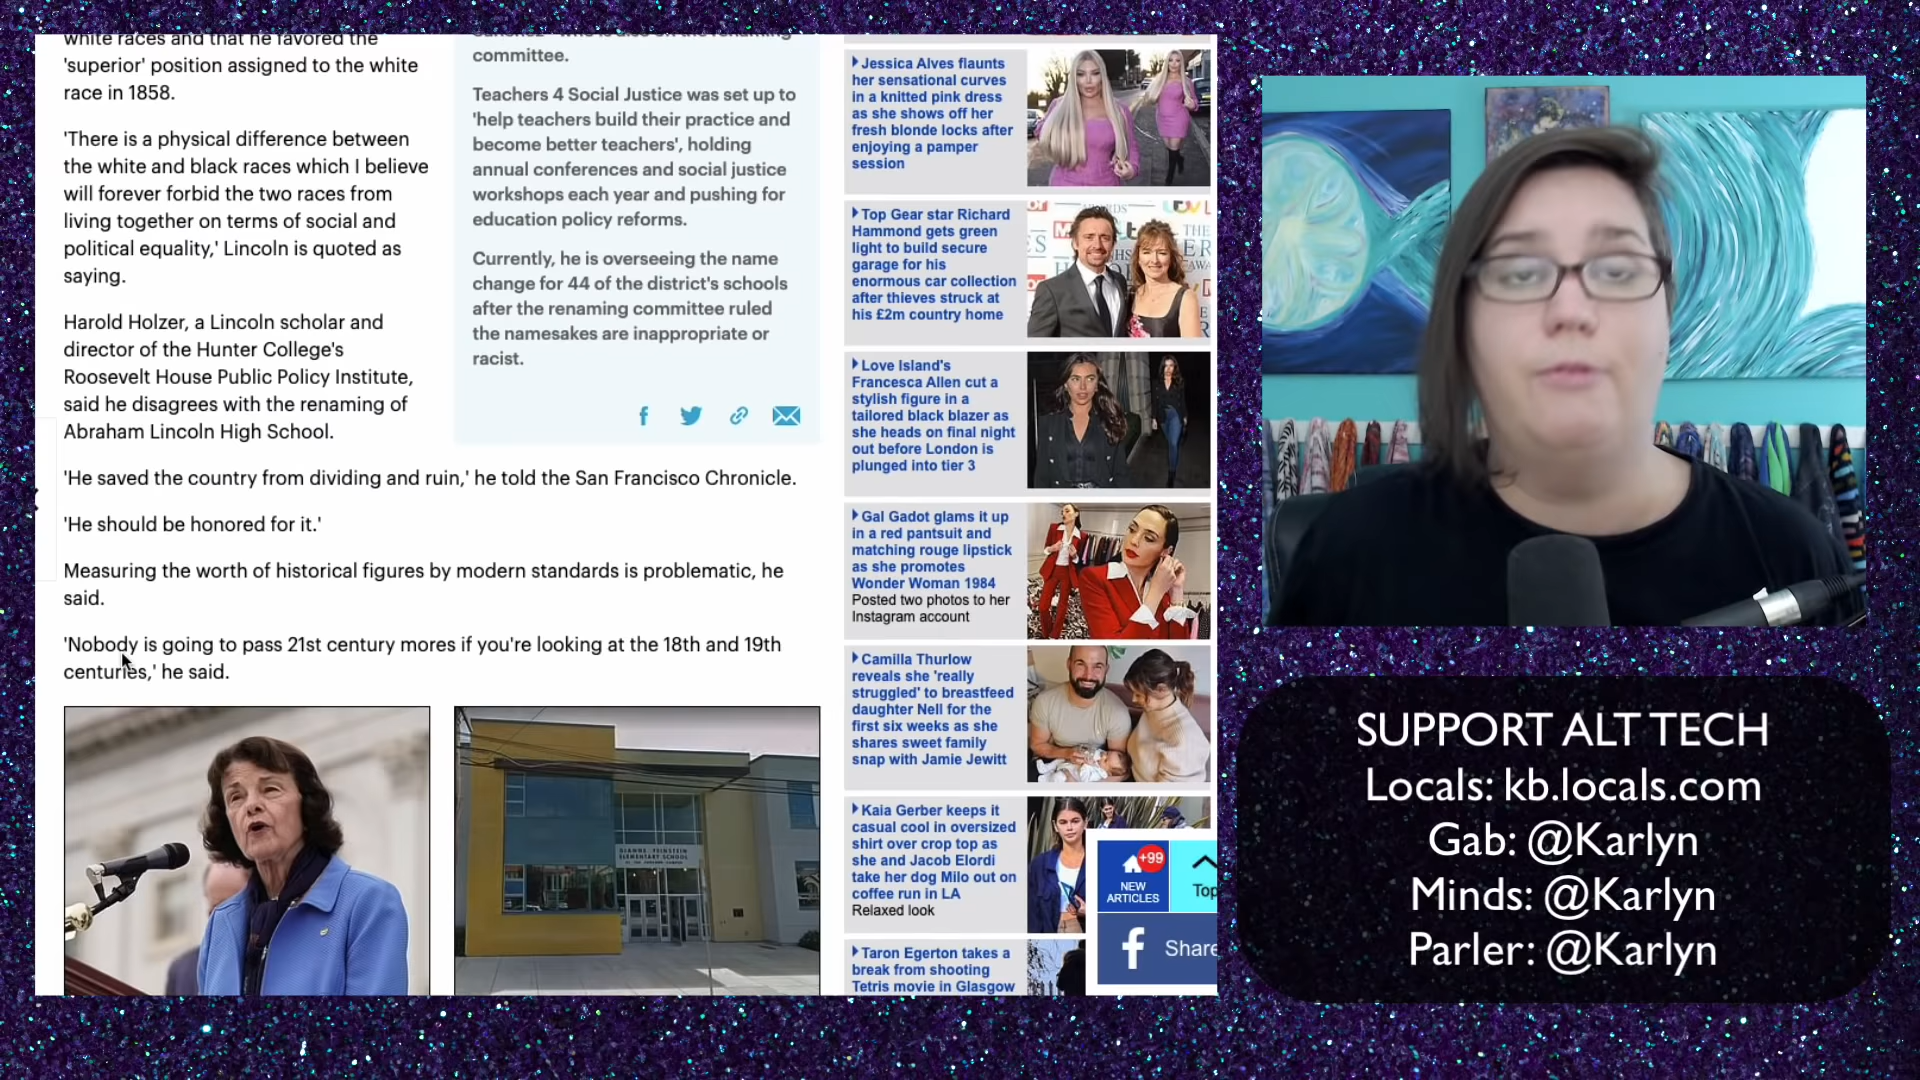 white races and that he favored the
'superior' position assigned to the white
race in 1858.
'There is a physical difference between
the white and black races which I believe
will forever forbid the two races from
living together on terms of social and
political equality,' Lincoln is quoted as
saying.
Harold Holzer, a Lincoln scholar and
director of the Hunter College's
Roosevelt House Public Policy Institute,
said he disagrees with the renaming of
Abraham Lincoln High School.
'He saved the country from dividing and ruin,' he told the San Francisco Chronicle.
'He should be honored for it.'
Measuring the worth of historical figures by modern standards is problematic, he
said.
'Nobody is going to pass 21st century mores if you're looking at the 18th and 19th
centuries,' he said.
committee.
Teachers 4 Social Justice was set up to
'help teachers build their practice and
become better teachers', holding
annual conferences and social justice
workshops each year and pushing for
education policy reforms.
Currently, he is overseeing the name
change for 44 of the district's schools
after the renaming committee ruled
the namesakes are inappropriate or
racist.
DIANNE FEINSTEIN
ELEMENTARY SCHOOL
Jessica Alves flaunts
her sensational curves
in a knitted pink dress
as she shows off her
fresh blonde locks after
enjoying a pamper
session
Top Gear star Richard
Hammond gets green
light to build secure
garage for his
enormous car collection
after thieves struck at
his £2m country home
Love Island's
Francesca Allen cut a
stylish figure in a
tailored black blazer as
she heads on final night
out before London is
plunged into tier 3
Gal Gadot glams it up
in a red pantsuit and
matching rouge lipstick
as she promotes
Wonder Woman 1984
Posted two photos to her
Instagram account
Camilla Thurlow
reveals she 'really
struggled' to breastfeed
daughter Nell for the
first six weeks as she
shares sweet family
snap with Jamie Jewitt
Kaia Gerber keeps it
casual cool in oversized
shirt over crop top as
she and Jacob Elordi
take her dog Milo out on
coffee run in LA
Relaxed look
Taron Egerton takes a
break from shooting
Tetris movie in Glasgow
+99
NEW
ARTICLES
Top
Share
SUPPORT ALT TECH
Locals: kb.locals.com
Gab: @Karlyn
Minds: @Karlyn
Parler: @Karlyn